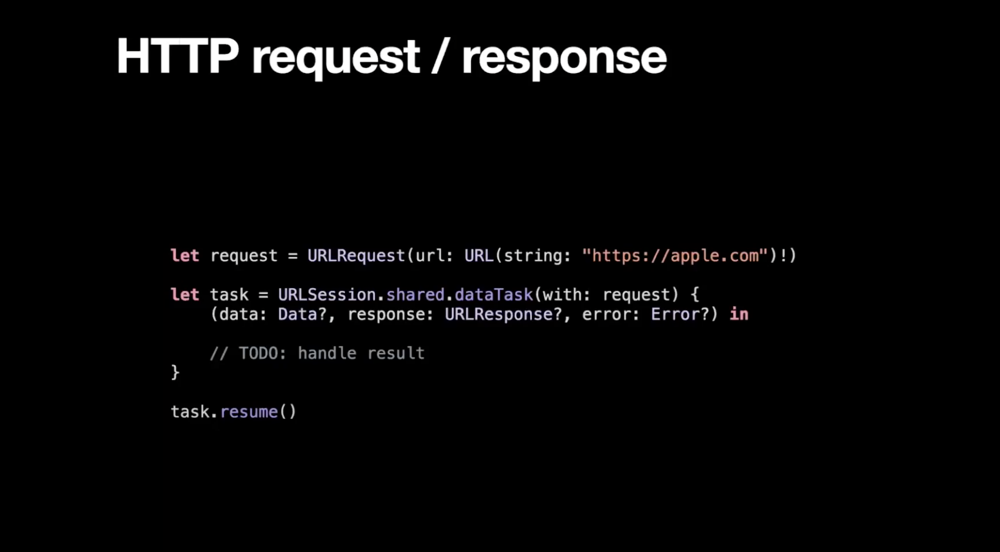 HTTP request / response
let request = URLRequest(url: URL(string: "https://apple.com")!)
let task = URLSession.shared.dataTask(with: request) {
    (data: Data?, response: URLResponse?, error: Error?) in
    // TODO: handle result
}
task.resume()